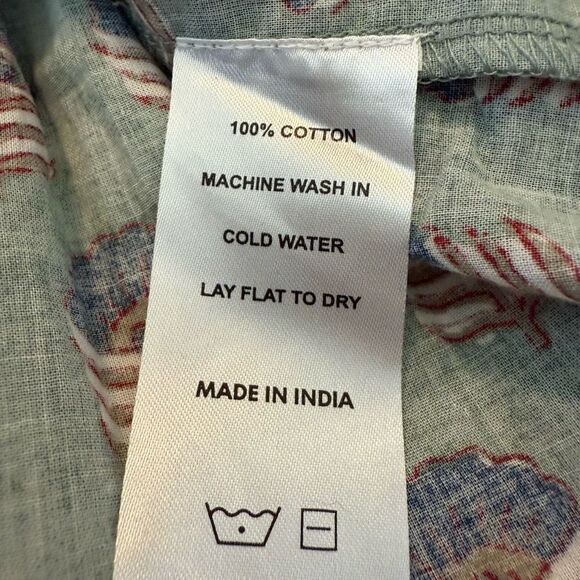 100% COTTON
MACHINE WASH IN
COLD WATER
LAY FLAT TO DRY
MADE IN INDIA